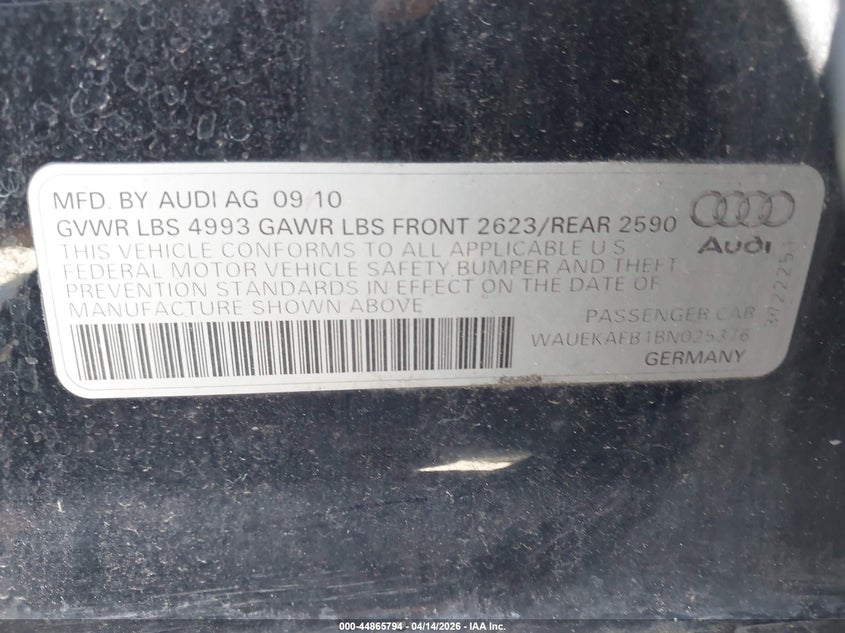 MFD. BY AUDI AG 09/10
GVWR LBS 4993 GAWR LBS FRONT 2623/REAR 2590
THIS VEHICLE CONFORMS TO ALL APPLICABLE U S
FEDERAL MOTOR VEHICLE SAFETY, BUMPER AND THEFT
PREVENTION STANDARDS IN EFFECT ON THE DATE OF
MANUFACTURE SHOWN ABOVE
Audi
PASSENGER CAR
WAUEKAFB1BN025376
GERMANY
000-44865794 - 04/14/2026 - IAA Inc.